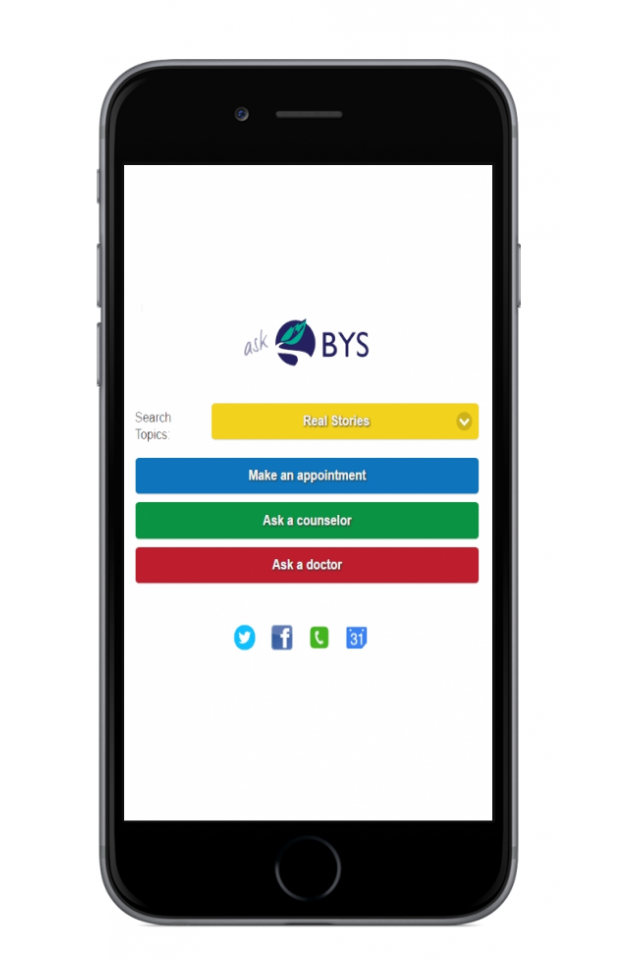 ask BYS
Search
Topics:
Real Stories
Make an appointment
Ask a counselor
Ask a doctor
f
31